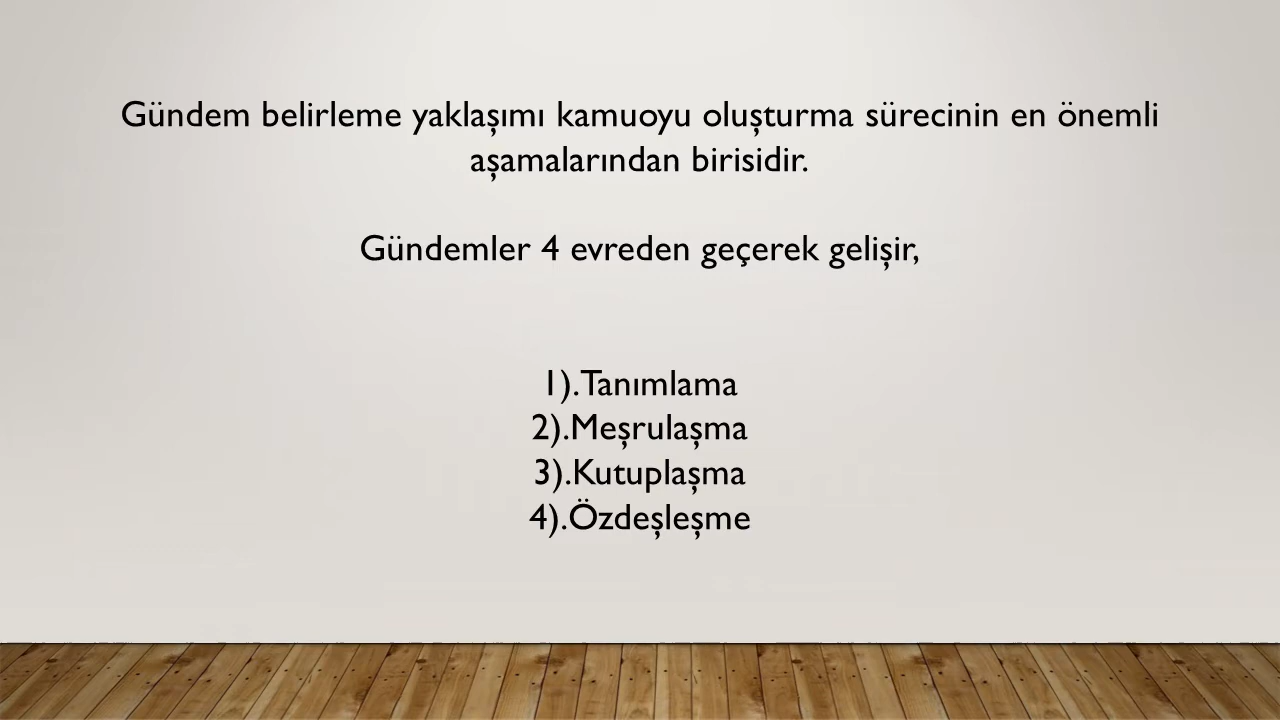 Gündem belirleme yaklaşımı kamuoyu oluşturma sürecinin en önemli
aşamalarından birisidir.
Gündemler 4 evreden geçerek gelişir,
1).Tanımlama
2).Meşrulaşma
3).Kutuplaşma
4).Özdeşleşme